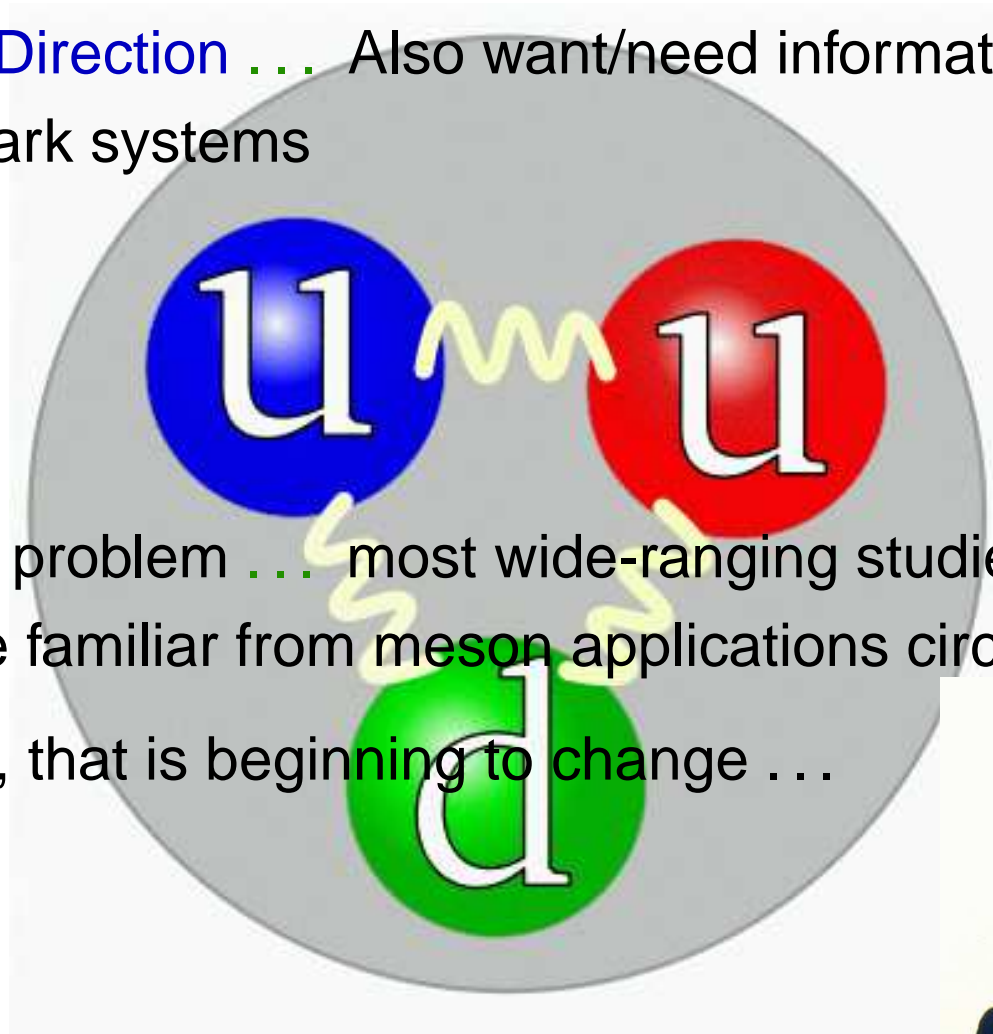 Direction ... Also want/need informat
ark systems
u u
problem ... most wide-ranging studie
familiar from meson applications circ
d
, that is beginning to change ...